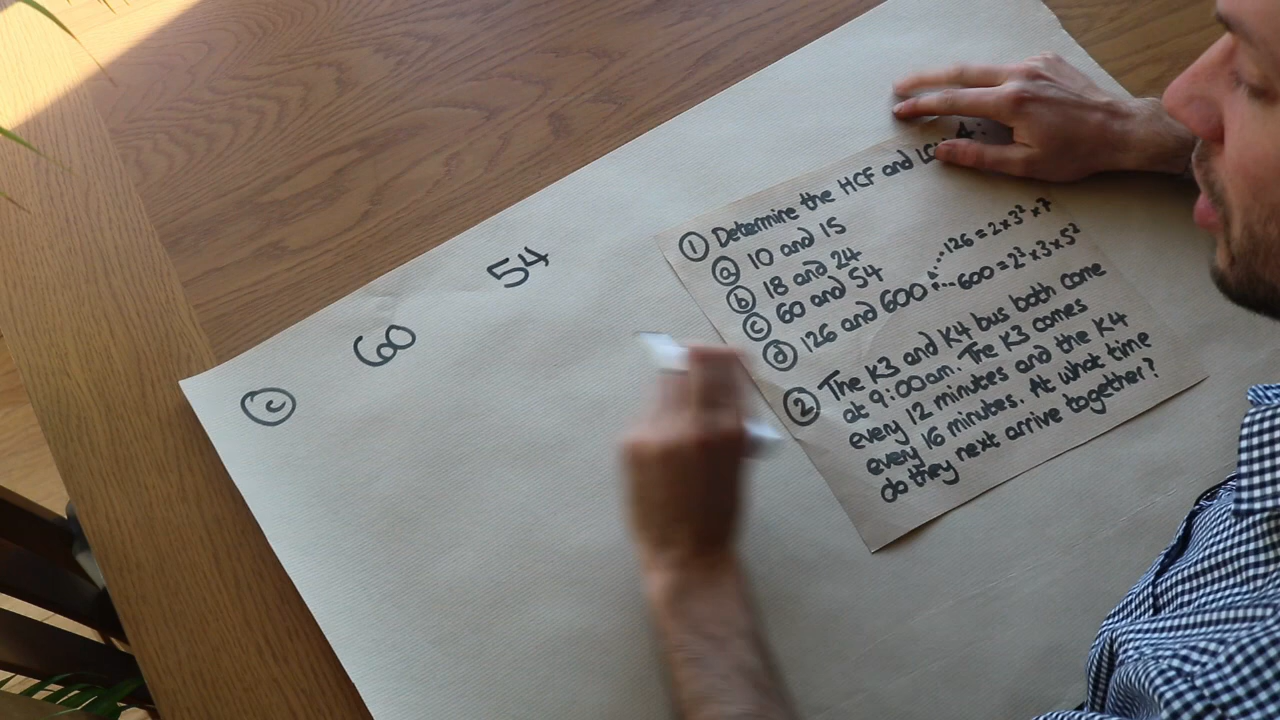 ① Determine the HCF and
ⓐ 10 and 15
ⓑ 18 and 24
ⓒ 60 and 54
ⓓ 126 and 600
126 = 2 x 3² x 7
600 = 2³ x 3 x 5²
② The K3 and K4 bus both come
at 9:00am. The K3 comes
every 12 minutes and the K4
every 16 minutes. At what time
do they next arrive together?
ⓒ 60 54